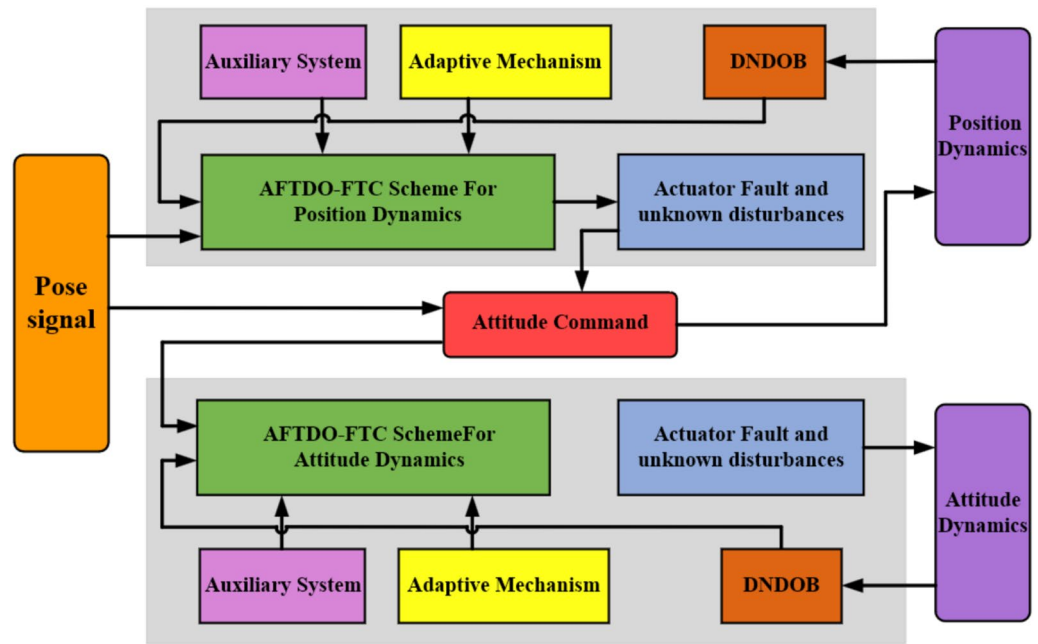 Auxiliary System
Adaptive Mechanism
DNDOB
Position
Dynamics
AFTDO-FTC Scheme For
Position Dynamics
Actuator Fault and
unknown disturbances
Pose
signal
Attitude Command
AFTDO-FTC SchemeFor
Attitude Dynamics
Actuator Fault and
unknown disturbances
Attitude
Dynamics
Auxiliary System
Adaptive Mechanism
DNDOB